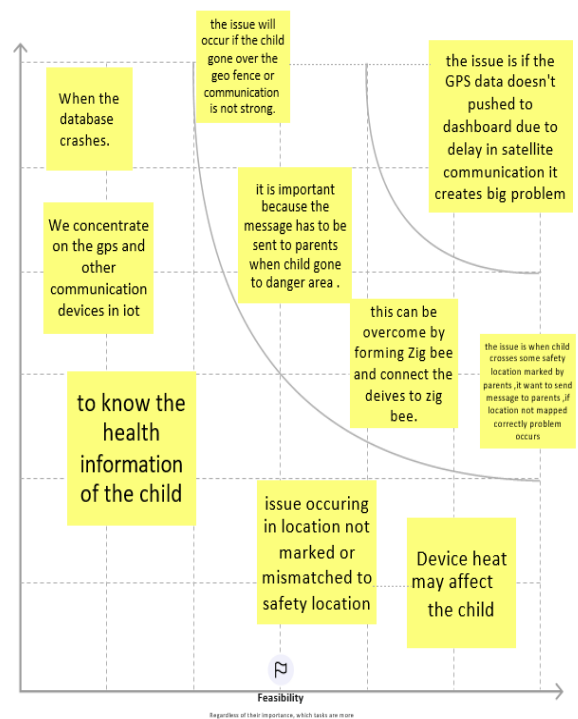 the issue will
occur if the child
gone over the
geo fence or
communication
is not strong.
When the
database
crashes.
the issue is if the
GPS data doesn't
pushed to
dashboard due to
delay in satellite
communication it
creates big problem
it is important
because the
message has to be
sent to parents
when child gone
to danger area .
We concentrate
on the gps and
other
communication
devices in iot
this can be
overcome by
forming Zig bee
and connect the
deives to zig
bee.
the issue is when child
crosses some safety
location marked by
parents ,it want to send
message to parents ,if
location not mapped
correctly problem
occurs
to know the
health
information
of the child
issue occuring
in location not
marked or
mismatched to
safety location
Device heat
may affect
the child
Feasibility
Regardless of their importance, which tasks are more